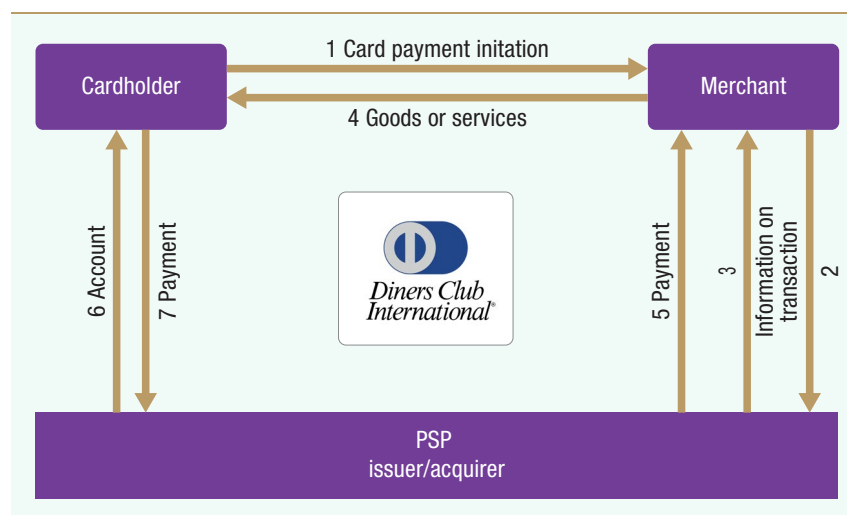 1 Card payment initation
Cardholder
Merchant
4 Goods or services
6 Account
7 Payment
Diners Club
International®
5 Payment
3
Information on
transaction
2
PSP
issuer/acquirer